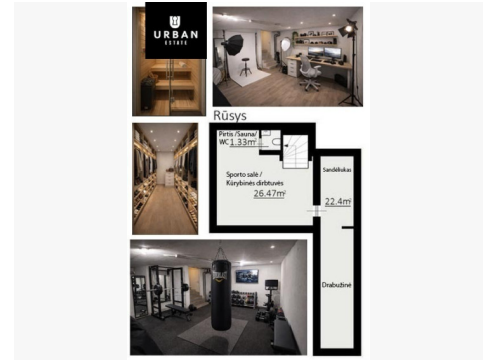 URBAN
ESTATE
Rūsys
Pirtis /Sauna/
WC 1.33m²
Sporto salė /
Kūrybinės dirbtuvės
26.47m²
Sandėliukas
22.4m²
Drabužinė
EVERLAST